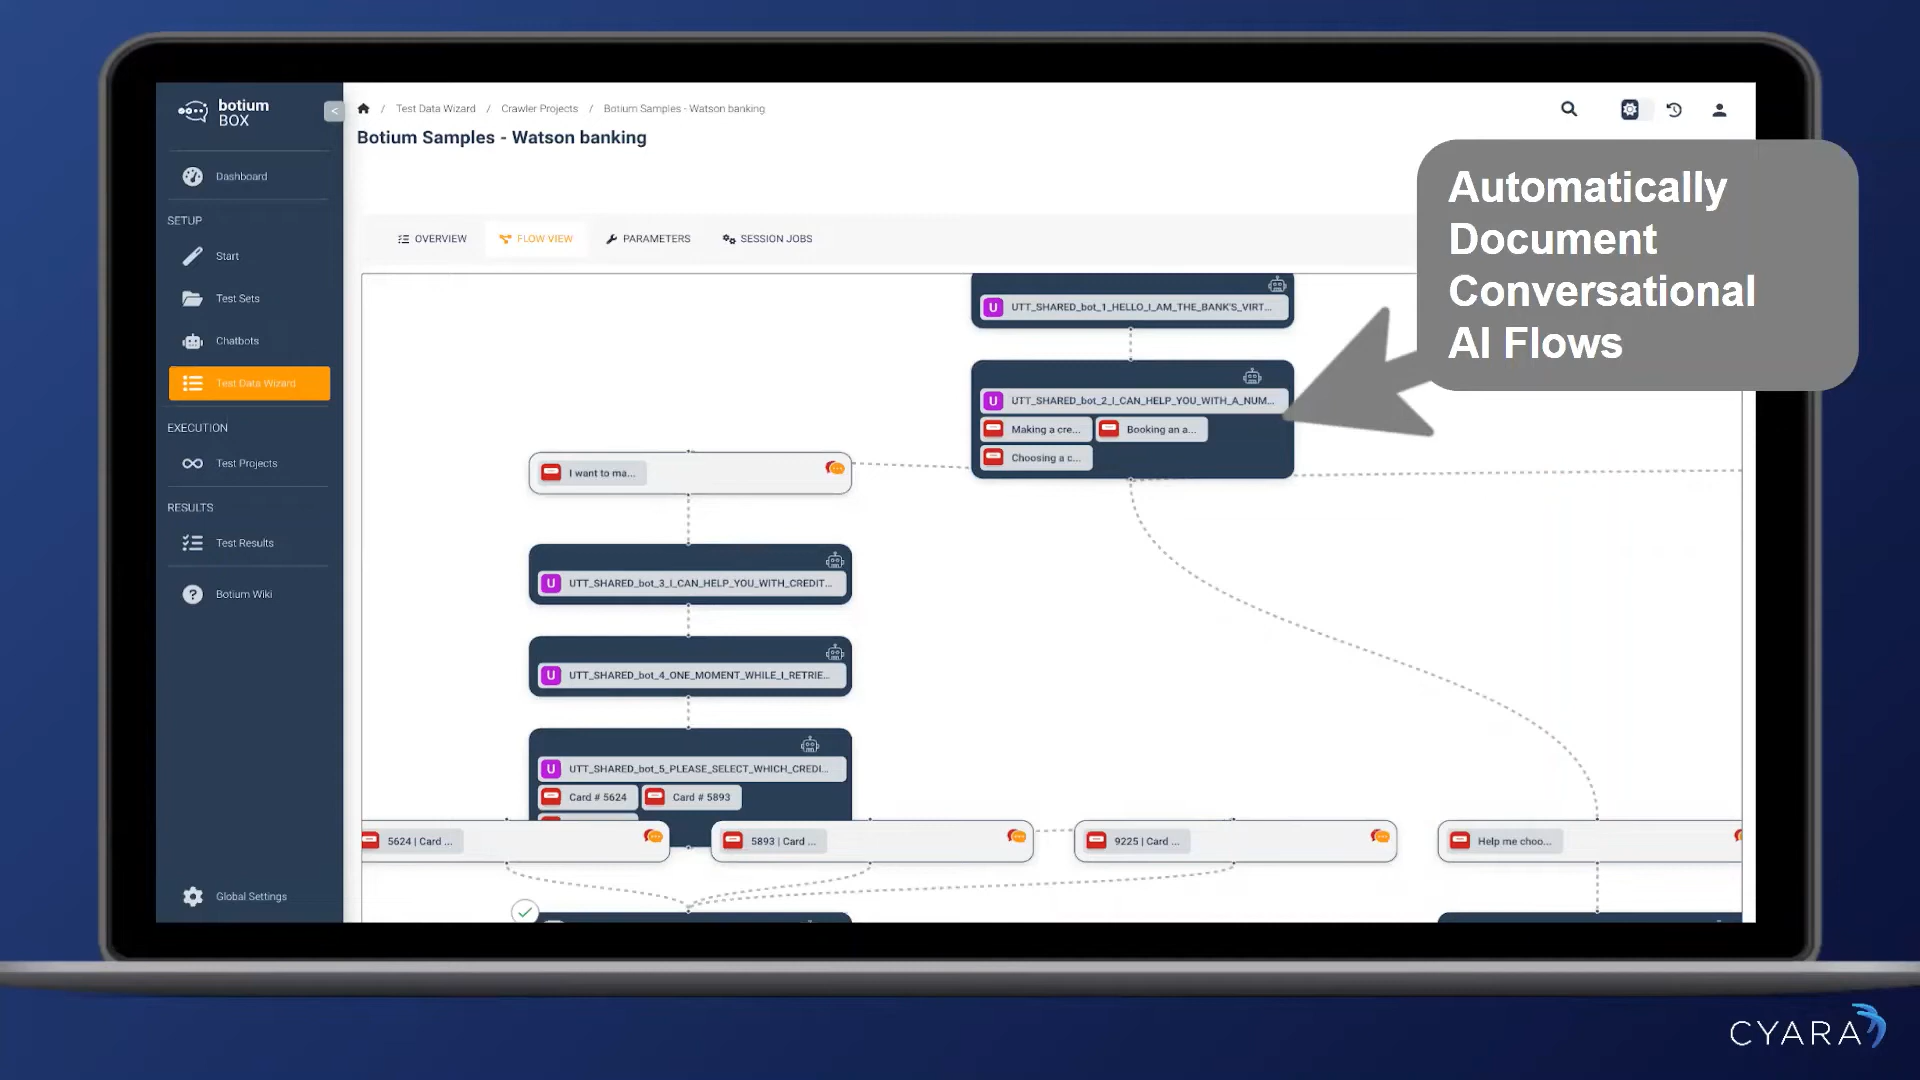 botium
BOX
<
/ Test Data Wizard / Crawler Projects / Botium Samples - Watson banking
Botium Samples - Watson banking
Dashboard
SETUP
Start
Test Sets
Chatbots
Test Data Wizard
EXECUTION
Test Projects
RESULTS
Test Results
? Botium Wiki
Global Settings
OVERVIEW FLOW VIEW PARAMETERS SESSION JOBS
Automatically
Document
Conversational
AI Flows
U UTT_SHARED_bot_1_HELLO_I_AM_THE_BANK'S_VIRT...
U UTT_SHARED_bot_2_I_CAN_HELP_YOU_WITH_A_NUM...
Making a cre... Booking an a...
Choosing a c...
I want to ma...
U UTT_SHARED_bot_3_I_CAN_HELP_YOU_WITH_CREDIT...
U UTT_SHARED_bot_4_ONE_MOMENT_WHILE_I_RETRIE...
U UTT_SHARED_bot_5_PLEASE_SELECT_WHICH_CREDI...
Card # 5624 Card # 5893
5624 | Card ... 5893 | Card ... 9225 | Card ... Help me choo...
CYARA